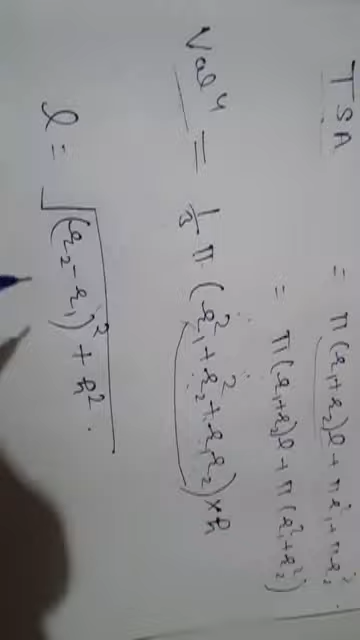 TSA = π(r₁+r₂)l + πr₁² + πr₂².
= π(r₁+r₂)l + π(r₁²+r₂²)
Vol^m = 1/3 π (r₁² + r₂² + r₁r₂) × h
l = √(r₂ - r₁)² + h².